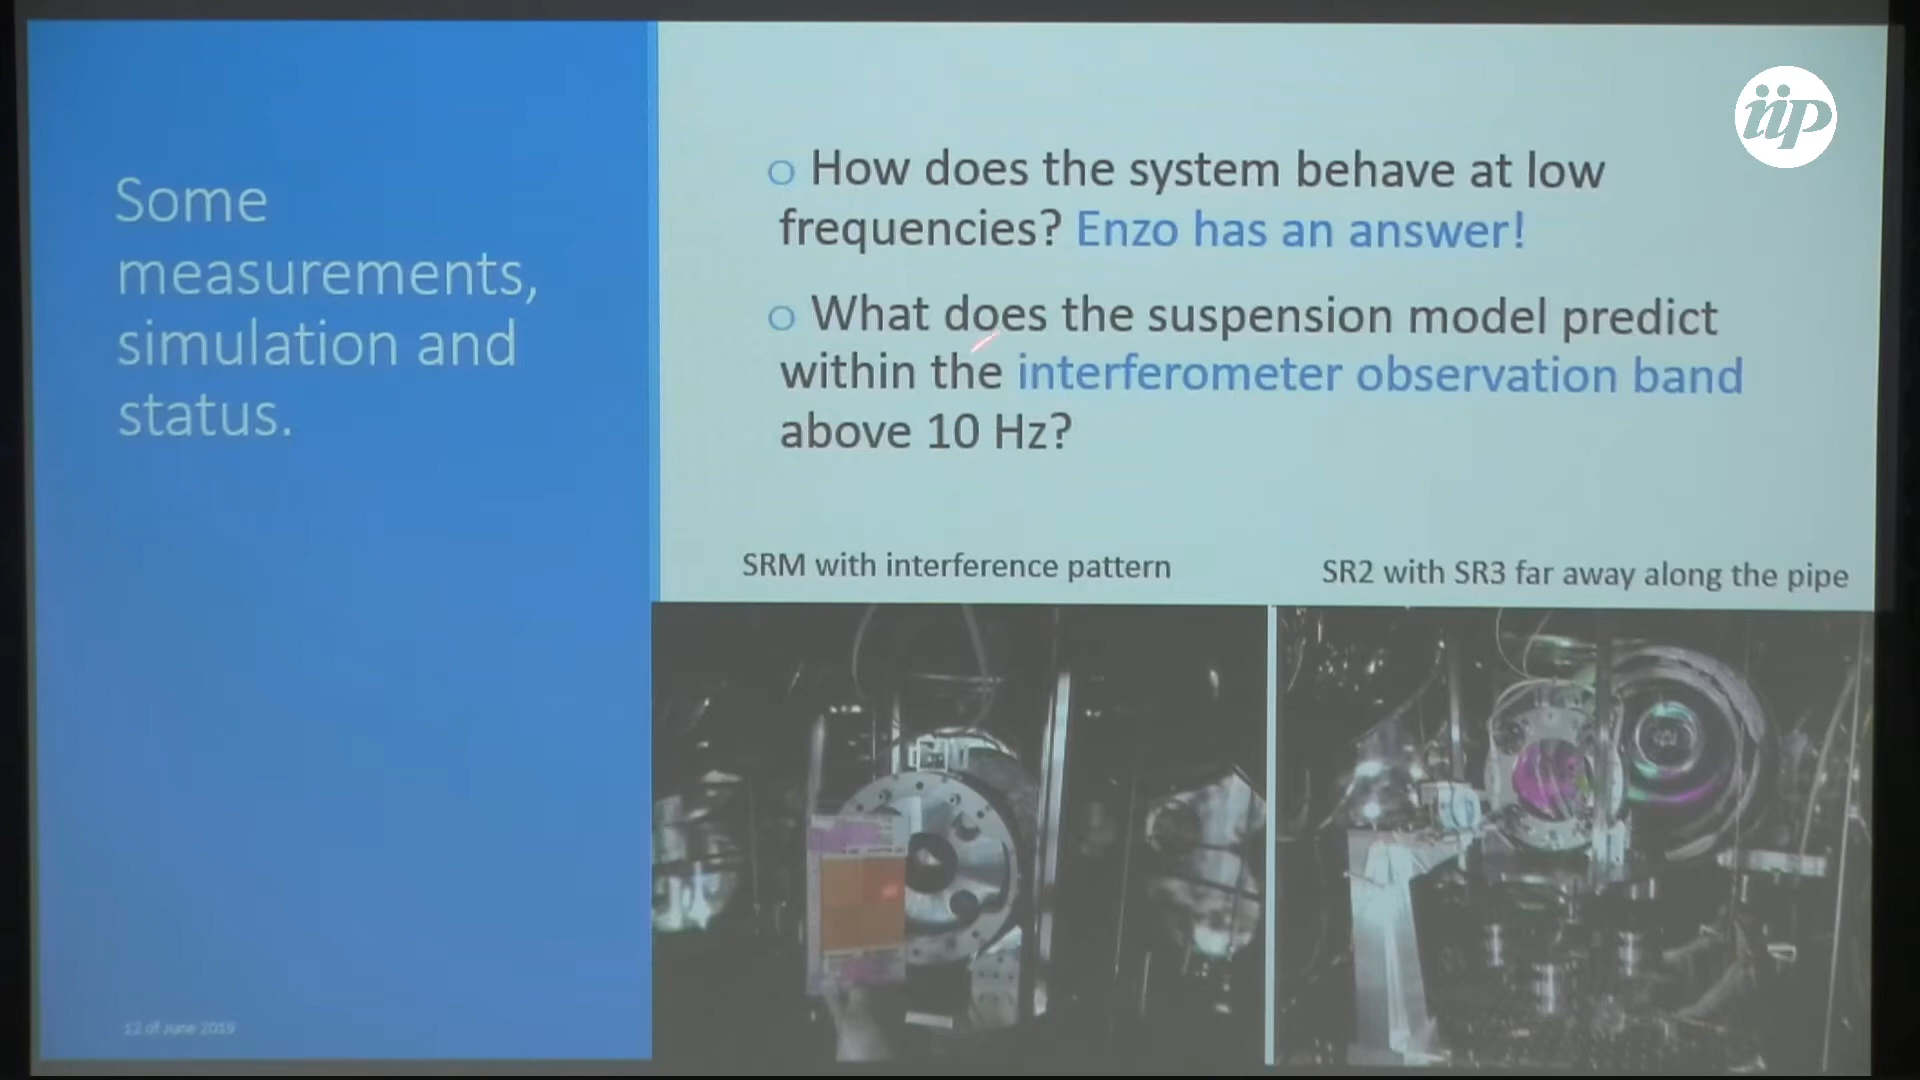 iip
Some
measurements,
simulation and
status.
o How does the system behave at low
frequencies? Enzo has an answer!
o What does the suspension model predict
within the interferometer observation band
above 10 Hz?
SRM with interference pattern
SR2 with SR3 far away along the pipe
12 of June 2019